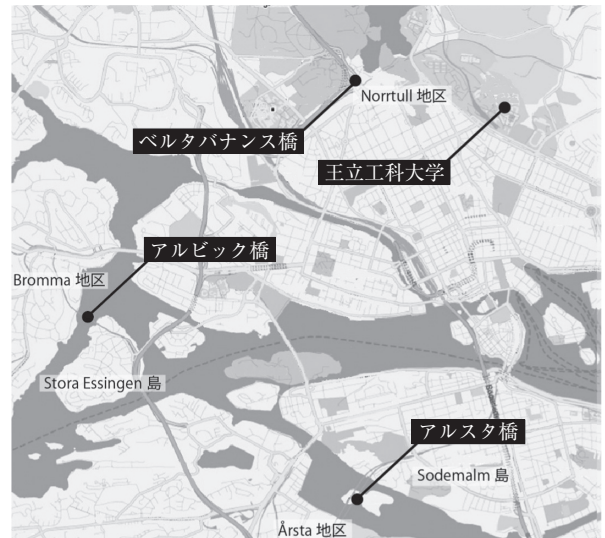 Norrtull 地区
ベルタバナンス橋
王立工科大学
アルビック橋
Bromma 地区
Stora Essingen 島
アルスタ橋
Sodemalm 島
Årsta 地区